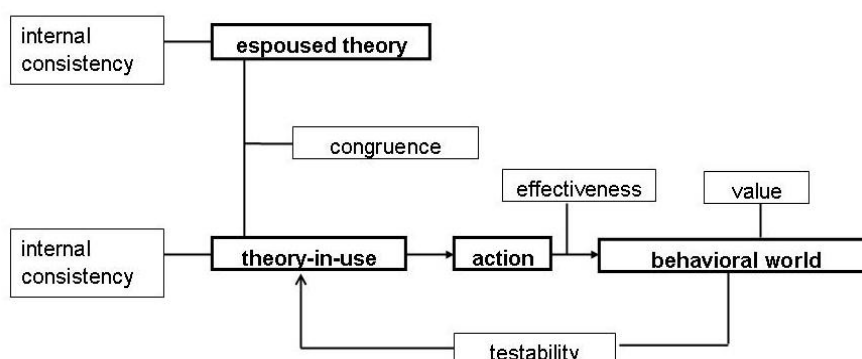 internal
consistency
espoused theory
congruence
effectiveness
value
internal
consistency
theory-in-use
action
behavioral world
testability